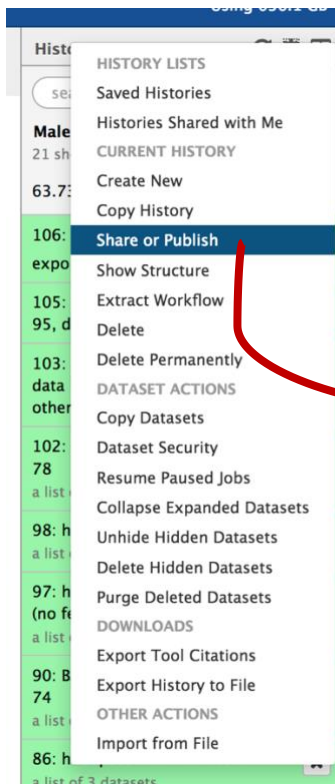 HISTORY LISTS
Saved Histories
Histories Shared with Me
CURRENT HISTORY
Create New
Copy History
Share or Publish
Show Structure
Extract Workflow
Delete
Delete Permanently
DATASET ACTIONS
Copy Datasets
Dataset Security
Resume Paused Jobs
Collapse Expanded Datasets
Unhide Hidden Datasets
Delete Hidden Datasets
Purge Deleted Datasets
DOWNLOADS
Export Tool Citations
Export History to File
OTHER ACTIONS
Import from File
Male
21 sh
63.7
106:
expo
105:
95, d
103:
data
other
102:
78
a list
98: h
a list
97: h
(no fe
a list
90: B
74
a list
86: h
a list of 3 datasets